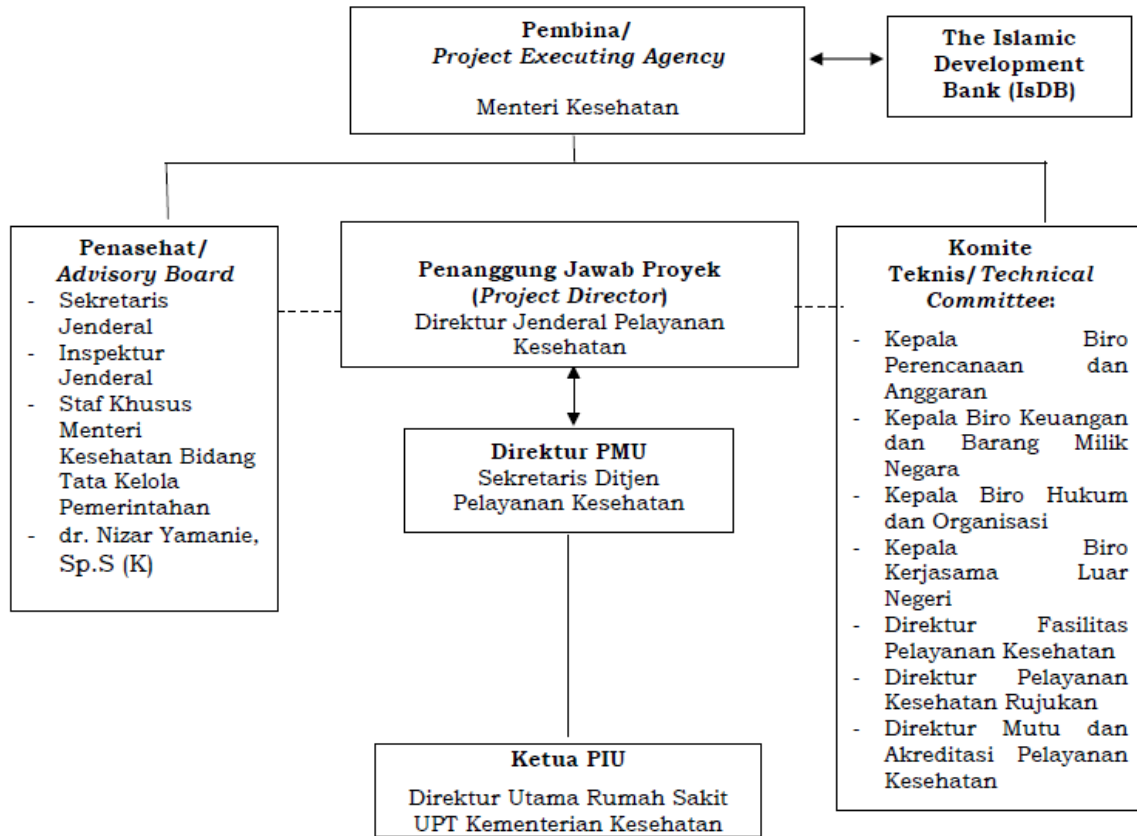 Pembina/
Project Executing Agency
Menteri Kesehatan
The Islamic
Development
Bank (IsDB)
Penasehat/
Advisory Board
- Sekretaris
Jenderal
- Inspektur
Jenderal
- Staf Khusus
Menteri
Kesehatan Bidang
Tata Kelola
Pemerintahan
- dr. Nizar Yamanie,
Sp.S (K)
Penanggung Jawab Proyek
(Project Director)
Direktur Jenderal Pelayanan
Kesehatan
Direktur PMU
Sekretaris Ditjen
Pelayanan Kesehatan
Ketua PIU
Direktur Utama Rumah Sakit
UPT Kementerian Kesehatan
Komite
Teknis/Technical
Committee:
- Kepala Biro
Perencanaan dan
Anggaran
- Kepala Biro Keuangan
dan Barang Milik
Negara
- Kepala Biro Hukum
dan Organisasi
- Kepala Biro
Kerjasama Luar
Negeri
- Direktur Fasilitas
Pelayanan Kesehatan
- Direktur Pelayanan
Kesehatan Rujukan
- Direktur Mutu dan
Akreditasi Pelayanan
Kesehatan